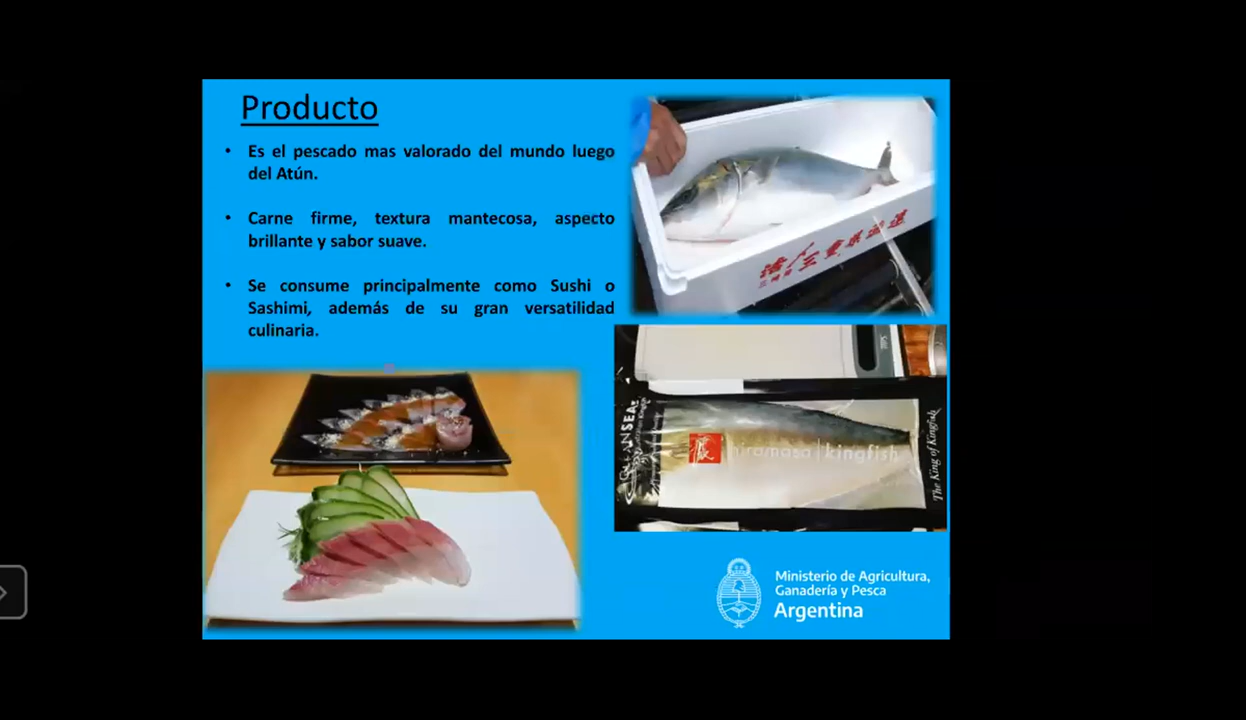 Producto
• Es el pescado mas valorado del mundo luego
del Atún.
• Carne firme, textura mantecosa, aspecto
brillante y sabor suave.
• Se consume principalmente como Sushi o
Sashimi, además de su gran versatilidad
culinaria.
CLEANSEAS
hiramasa | kingfish
The King of Kingfish
Ministerio de Agricultura,
Ganadería y Pesca
Argentina